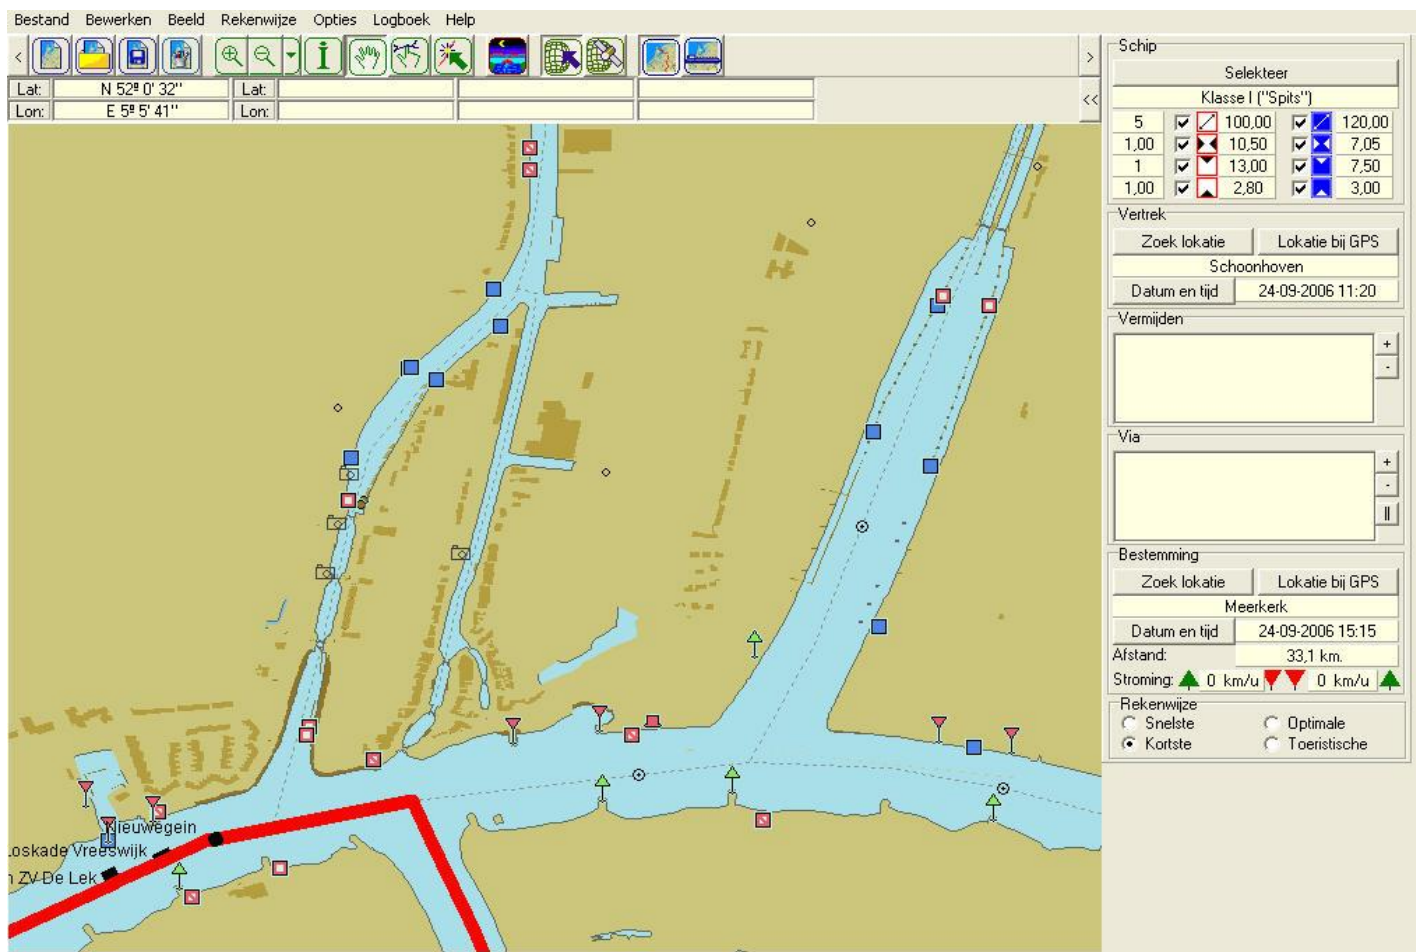 Bestand Bewerken Beeld Rekenwijze Opties Logboek Help
Lat: N 52º 0' 32'' Lat:
Lon: E 5º 5' 41'' Lon:
Schip
Selekteer
Klasse I ("Spits")
5 100,00 120,00
1,00 10,50 7,05
1 13,00 7,50
1,00 2,80 3,00
Vertrek
Zoek lokatie Lokatie bij GPS
Schoonhoven
Datum en tijd 24-09-2006 11:20
Vermijden
+
-
Via
+
-
||
Bestemming
Zoek lokatie Lokatie bij GPS
Meerkerk
Datum en tijd 24-09-2006 15:15
Afstand: 33,1 km.
Stroming: 0 km/u 0 km/u
Rekenwijze
Snelste Optimale
Kortste Toeristische
Nieuwegein
Loskade Vreeswijk
n ZV De Lek